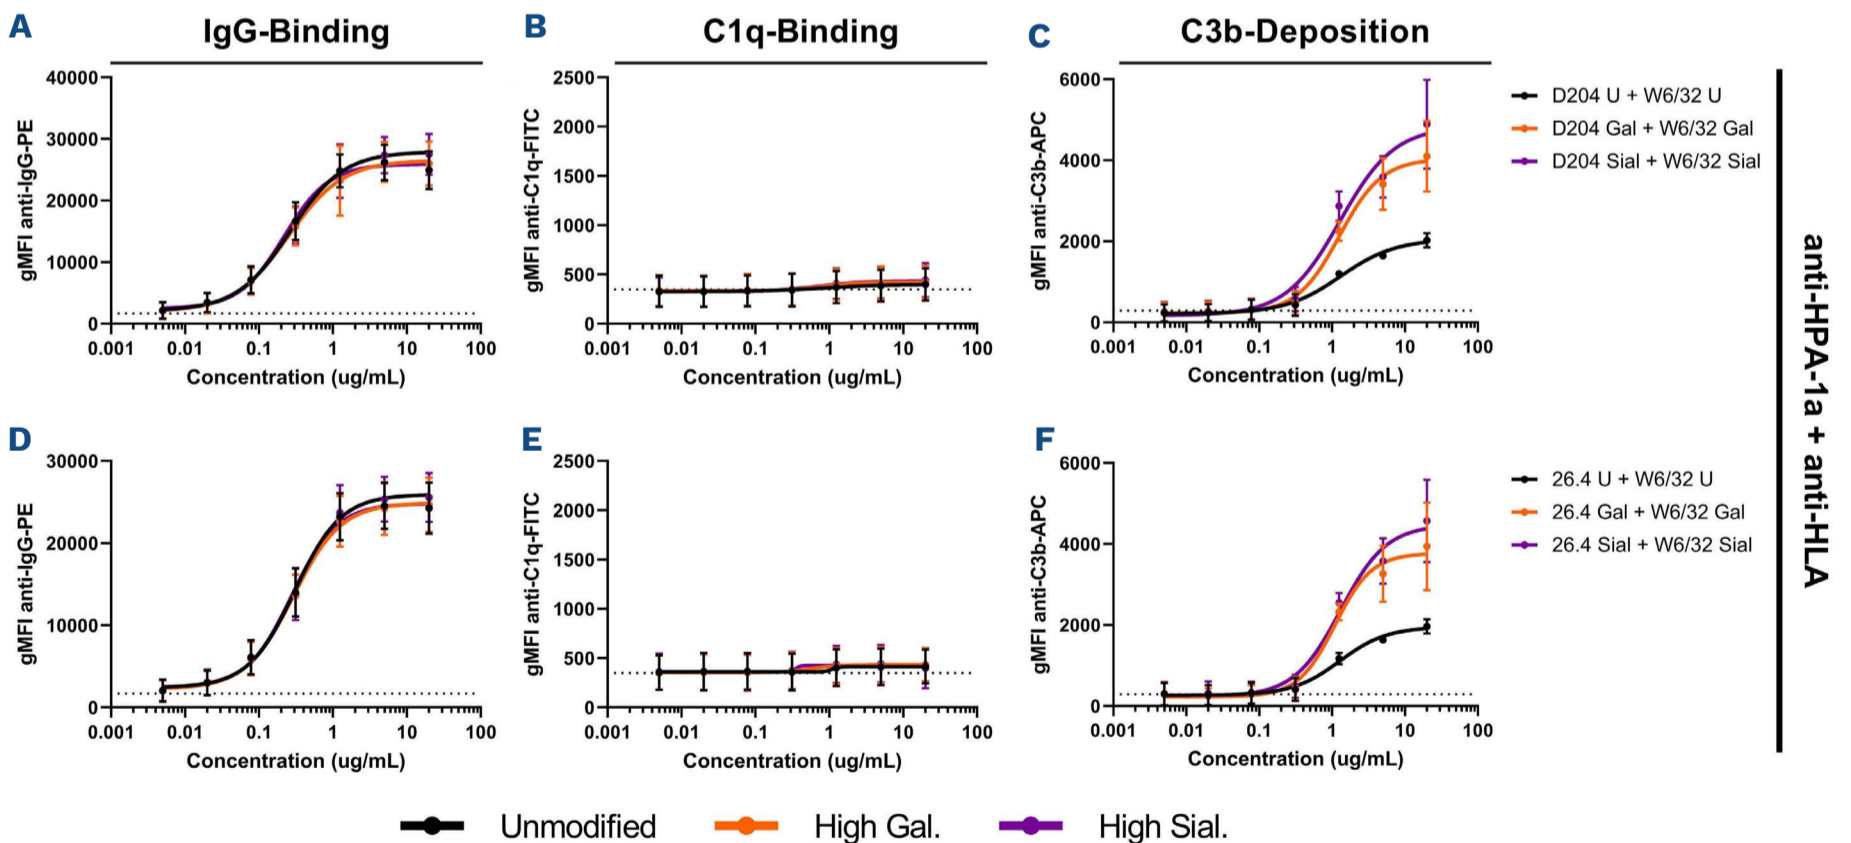 A
IgG-Binding
B
C1q-Binding
C
C3b-Deposition
gMFI anti-IgG-PE
40000
30000
20000
10000
0
0.001 0.01 0.1 1 10 100
Concentration (ug/mL)
gMFI anti-C1q-FITC
2500
2000
1500
1000
500
0
0.001 0.01 0.1 1 10 100
Concentration (ug/mL)
gMFI anti-C3b-APC
6000
4000
2000
0
0.001 0.01 0.1 1 10 100
Concentration (ug/mL)
D204 U + W6/32 U
D204 Gal + W6/32 Gal
D204 Sial + W6/32 Sial
anti-HPA-1a + anti-HLA
D
E
F
gMFI anti-IgG-PE
30000
20000
10000
0
0.001 0.01 0.1 1 10 100
Concentration (ug/mL)
gMFI anti-C1q-FITC
2500
2000
1500
1000
500
0
0.001 0.01 0.1 1 10 100
Concentration (ug/mL)
gMFI anti-C3b-APC
6000
4000
2000
0
0.001 0.01 0.1 1 10 100
Concentration (ug/mL)
26.4 U + W6/32 U
26.4 Gal + W6/32 Gal
26.4 Sial + W6/32 Sial
Unmodified High Gal. High Sial.